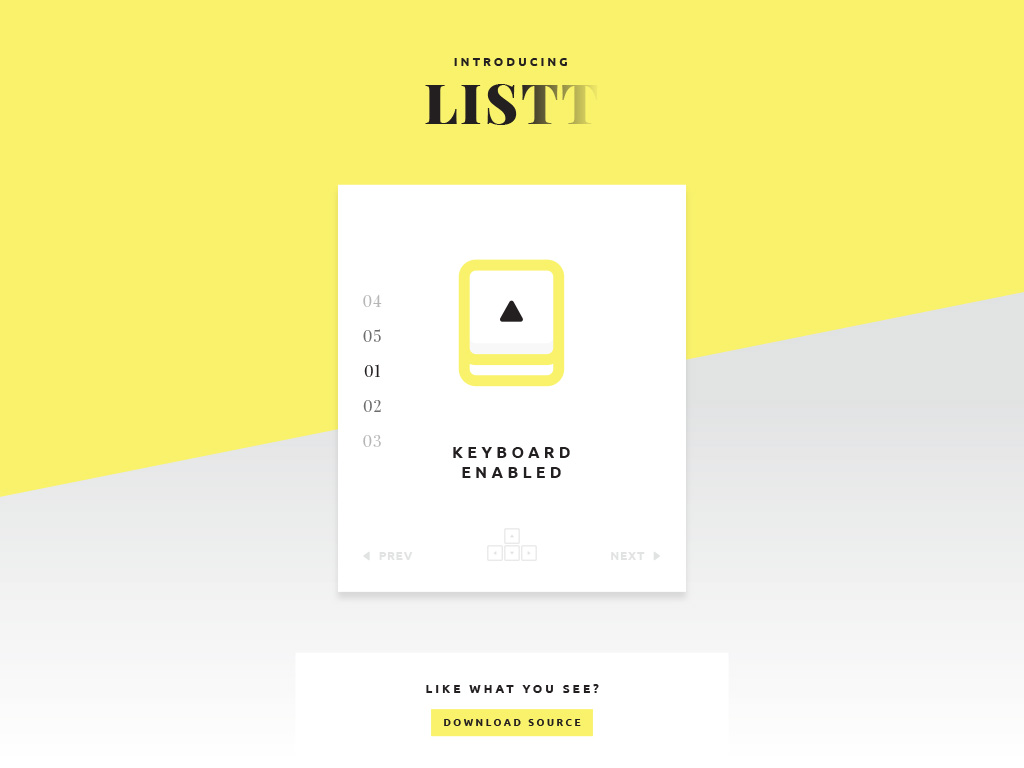 INTRODUCING
LISTT
04
05
01
02
03
KEYBOARD
ENABLED
PREV
NEXT
LIKE WHAT YOU SEE?
DOWNLOAD SOURCE